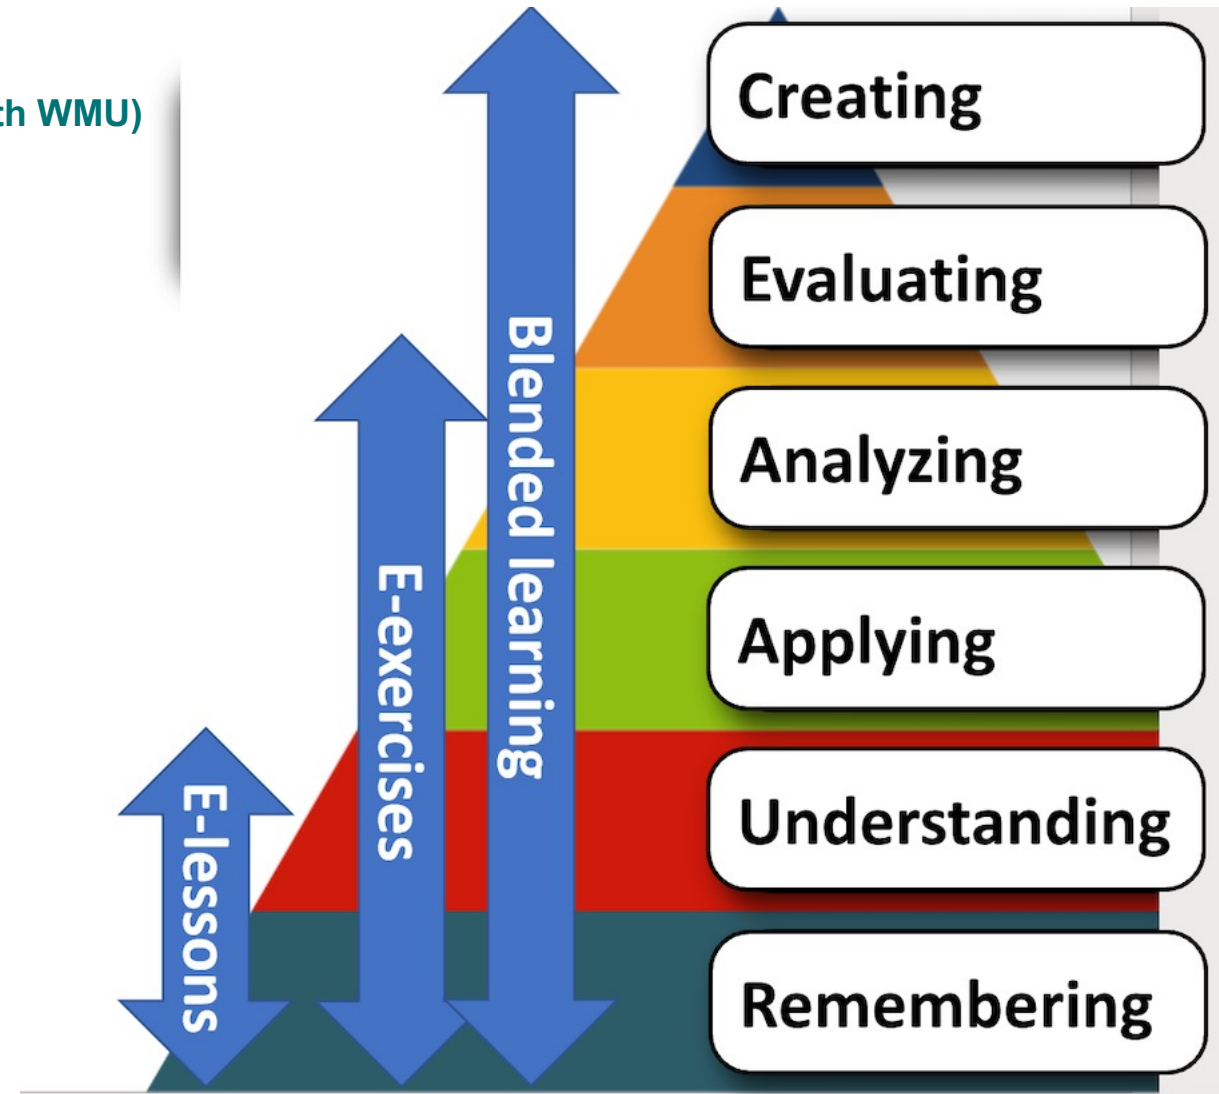 th WMU)
Creating
Evaluating
Analyzing
Applying
Understanding
Remembering
Blended learning
E-exercises
E-lessons